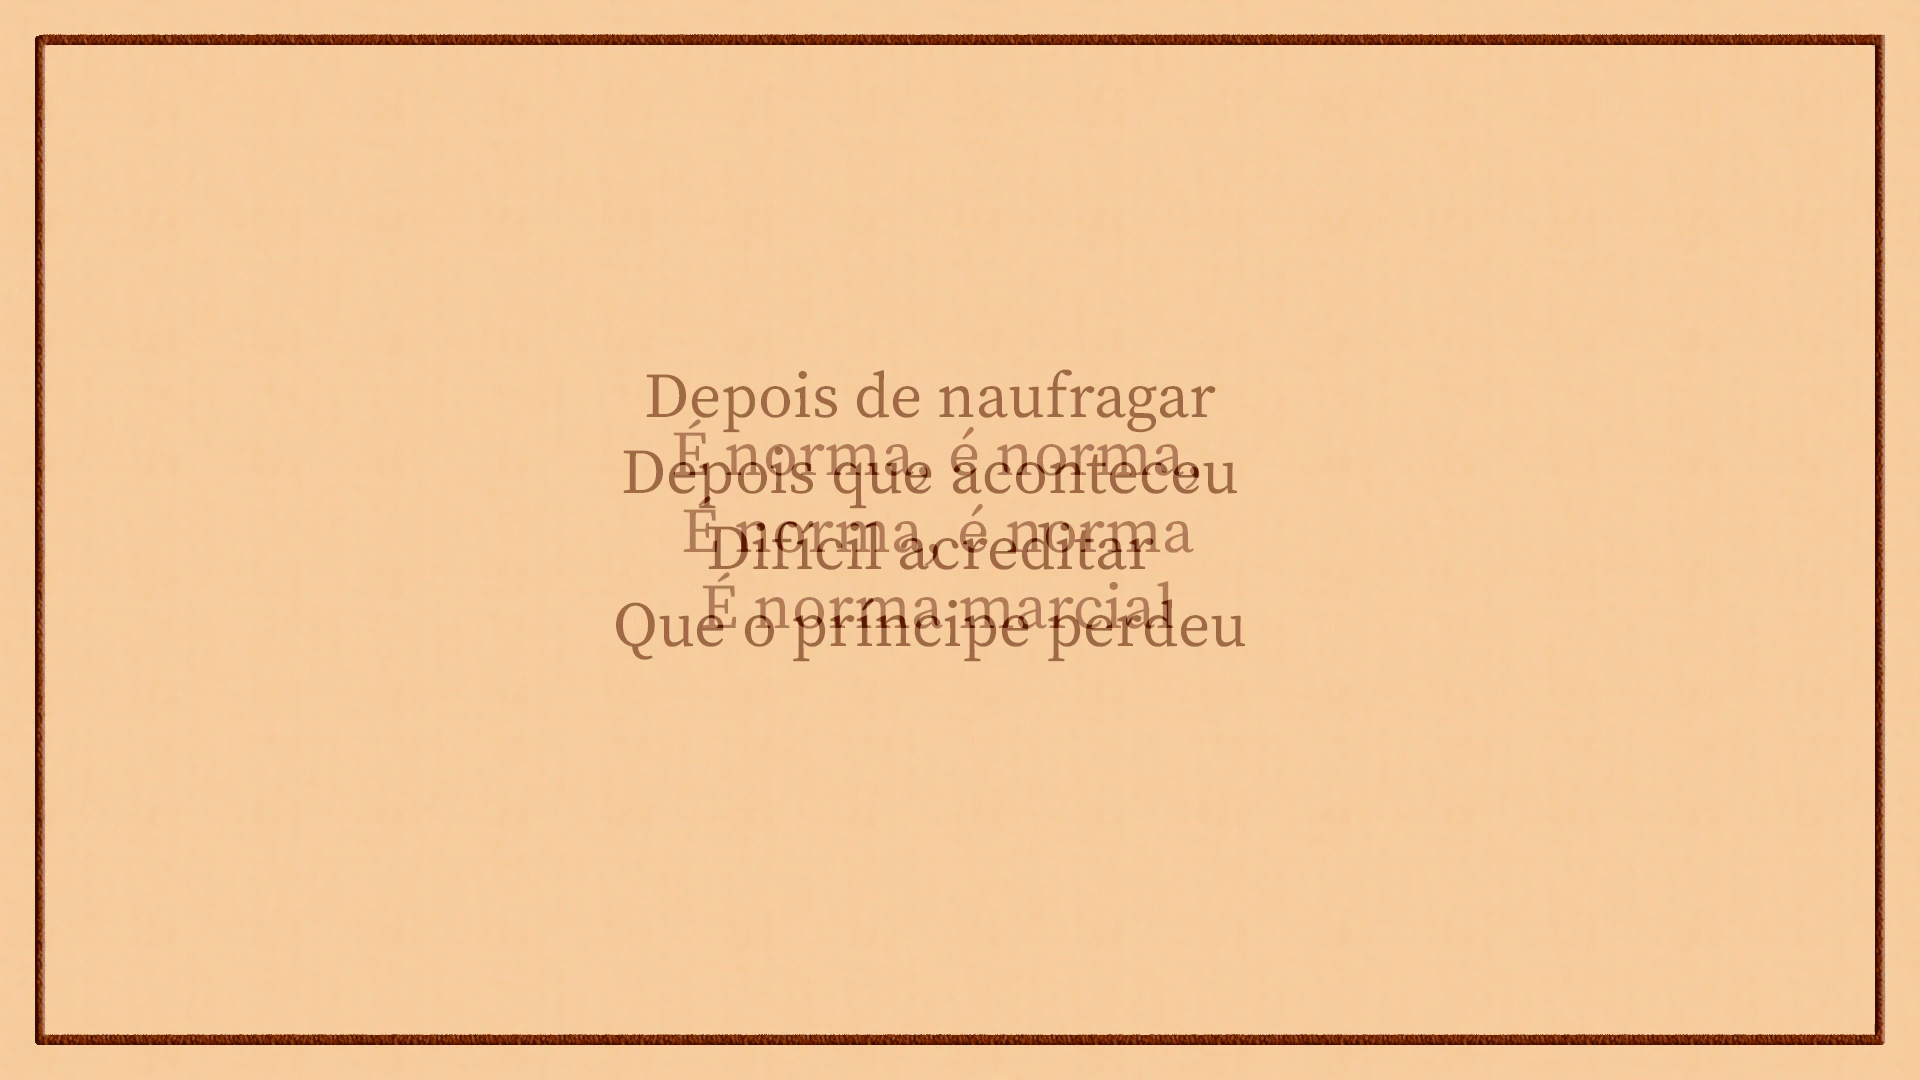 Depois de naufragar
É norma, é norma,
Depois que aconteceu
É norma, é norma
Difícil acreditar
É norma marcial
Que o príncipe perdeu